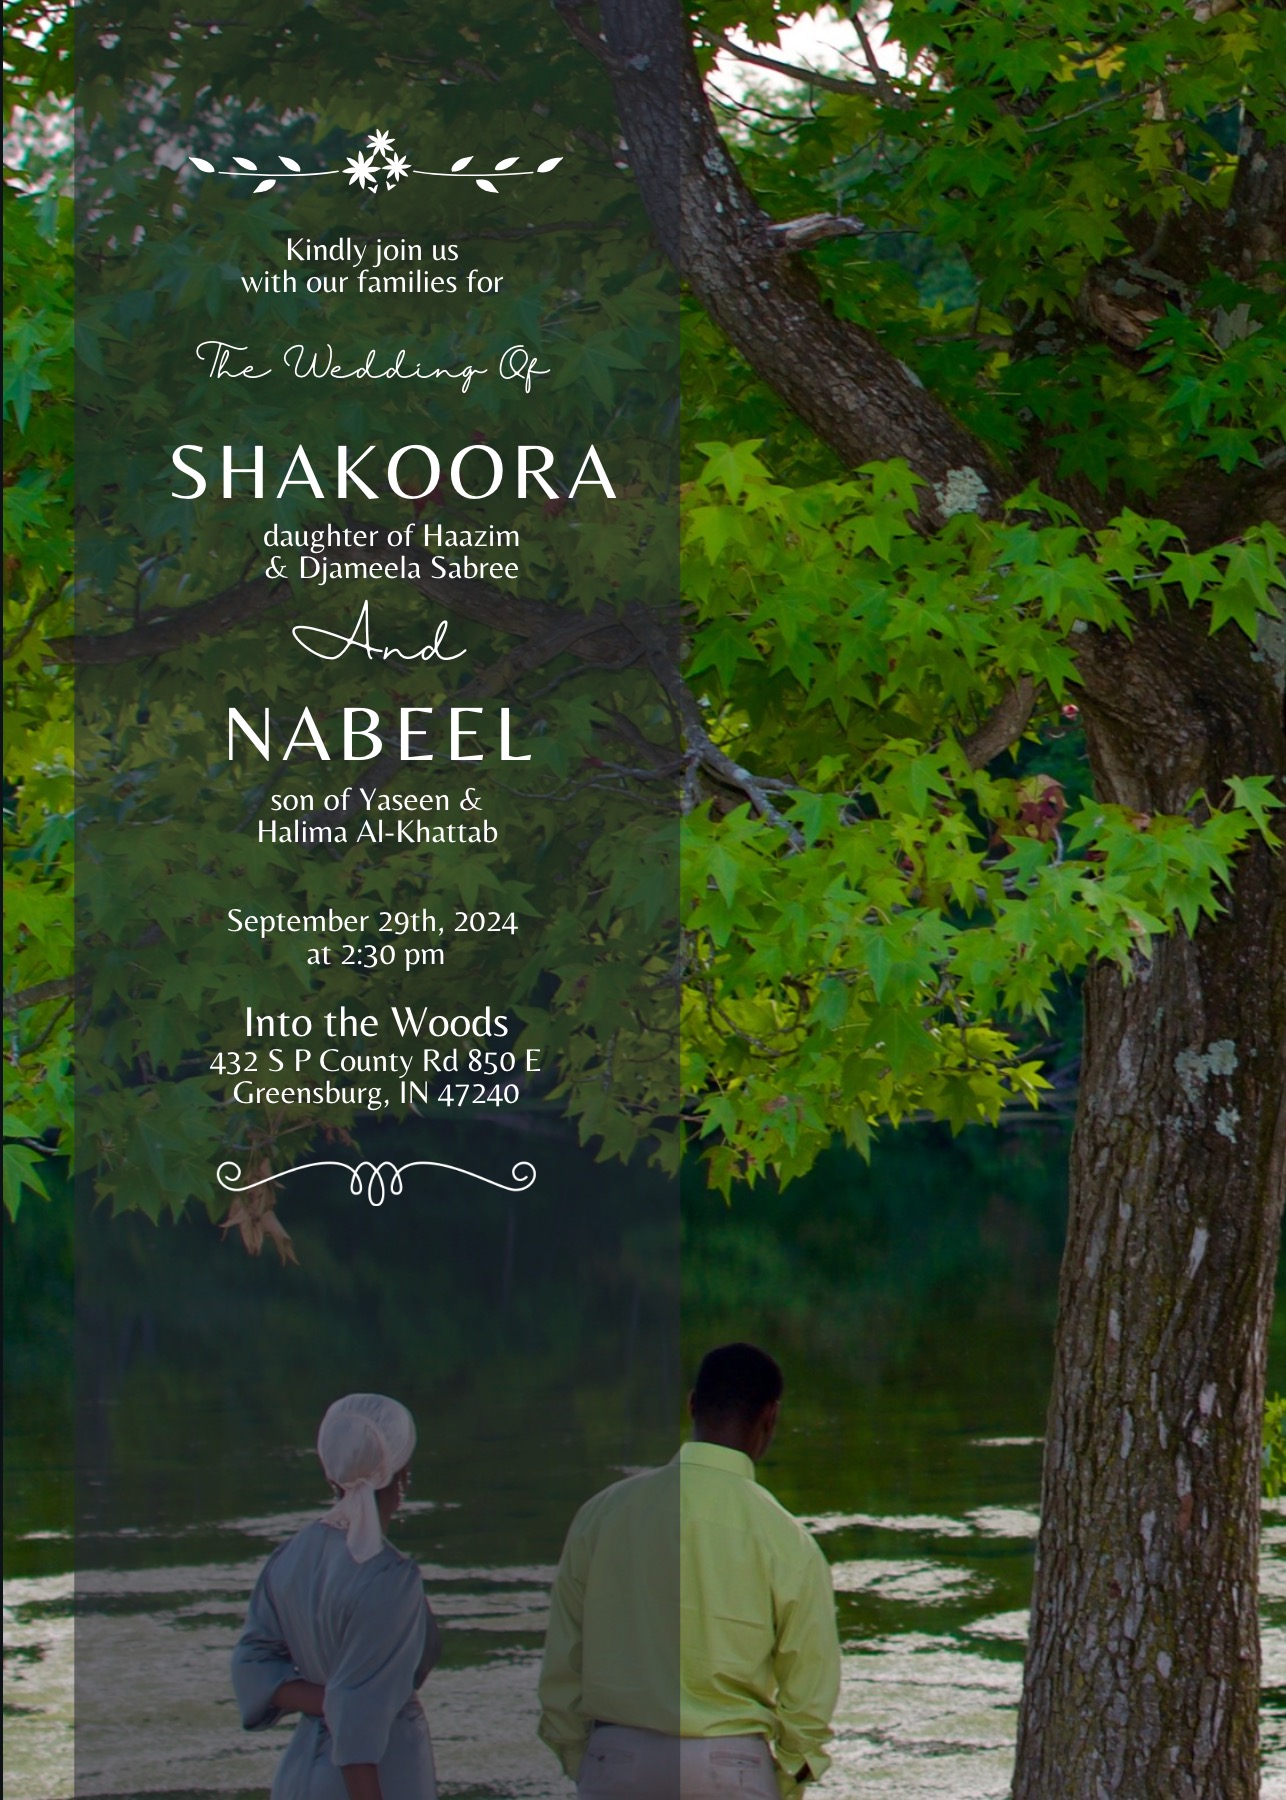 Kindly join us
with our families for
The Wedding Of
SHAKOORA
daughter of Haazim
& Djameela Sabree
And
NABEEL
son of Yaseen &
Halima Al-Khattab
September 29th, 2024
at 2:30 pm
Into the Woods
432 S P County Rd 850 E
Greensburg, IN 47240